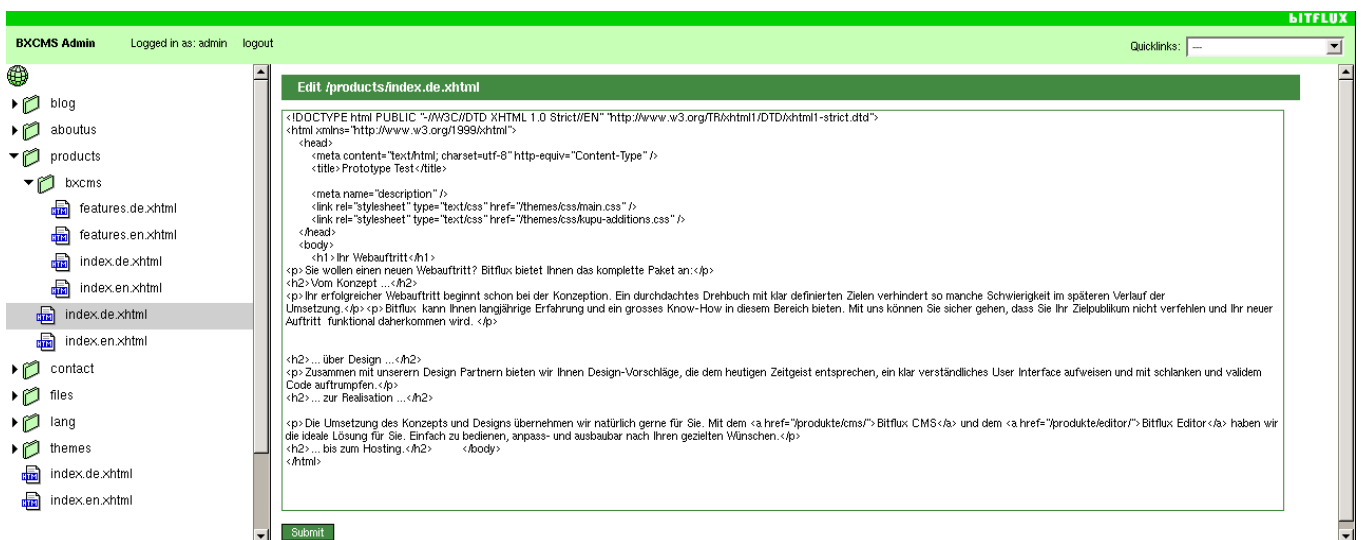 bITFLUX
BXCMS Admin Logged in as: admin logout Quicklinks: ---
blog
aboutus
products
bxcms
features.de.xhtml
features.en.xhtml
index.de.xhtml
index.en.xhtml
index.de.xhtml
index.en.xhtml
contact
files
lang
themes
index.de.xhtml
index.en.xhtml
Edit /products/index.de.xhtml
<!DOCTYPE html PUBLIC "-//W3C//DTD XHTML 1.0 Strict//EN" "http://www.w3.org/TR/xhtml1/DTD/xhtml1-strict.dtd">
<html xmlns="http://www.w3.org/1999/xhtml">
<head>
<meta content="text/html; charset=utf-8" http-equiv="Content-Type" />
<title>Prototype Test</title>
<meta name="description" />
<link rel="stylesheet" type="text/css" href="/themes/css/main.css" />
<link rel="stylesheet" type="text/css" href="/themes/css/kupu-additions.css" />
</head>
<body>
<h1>Ihr Webauftritt</h1>
<p>Sie wollen einen neuen Webauftritt? Bitflux bietet Ihnen das komplette Paket an:</p>
<h2>Vom Konzept ...</h2>
<p>Ihr erfolgreicher Webauftritt beginnt schon bei der Konzeption. Ein durchdachtes Drehbuch mit klar definierten Zielen verhindert so manche Schwierigkeit im späteren Verlauf der
Umsetzung.</p><p>Bitflux kann Ihnen langjährige Erfahrung und ein grosses Know-How in diesem Bereich bieten. Mit uns können Sie sicher gehen, dass Sie Ihr Zielpublikum nicht verfehlen und Ihr neuer
Auftritt funktional daherkommen wird. </p>
<h2>... über Design ...</h2>
<p>Zusammen mit unserern Design Partnern bieten wir Ihnen Design-Vorschläge, die dem heutigen Zeitgeist entsprechen, ein klar verständliches User Interface aufweisen und mit schlanken und validem
Code auftrumpfen.</p>
<h2>... zur Realisation ...</h2>
<p>Die Umsetzung des Konzepts und Designs übernehmen wir natürlich gerne für Sie. Mit dem <a href="/produkte/cms/">Bitflux CMS</a> und dem <a href="/produkte/editor/">Bitflux Editor</a> haben wir
die ideale Lösung für Sie. Einfach zu bedienen, anpass- und ausbaubar nach Ihren gezielten Wünschen.</p>
<h2>... bis zum Hosting.</h2> </body>
</html>
Submit